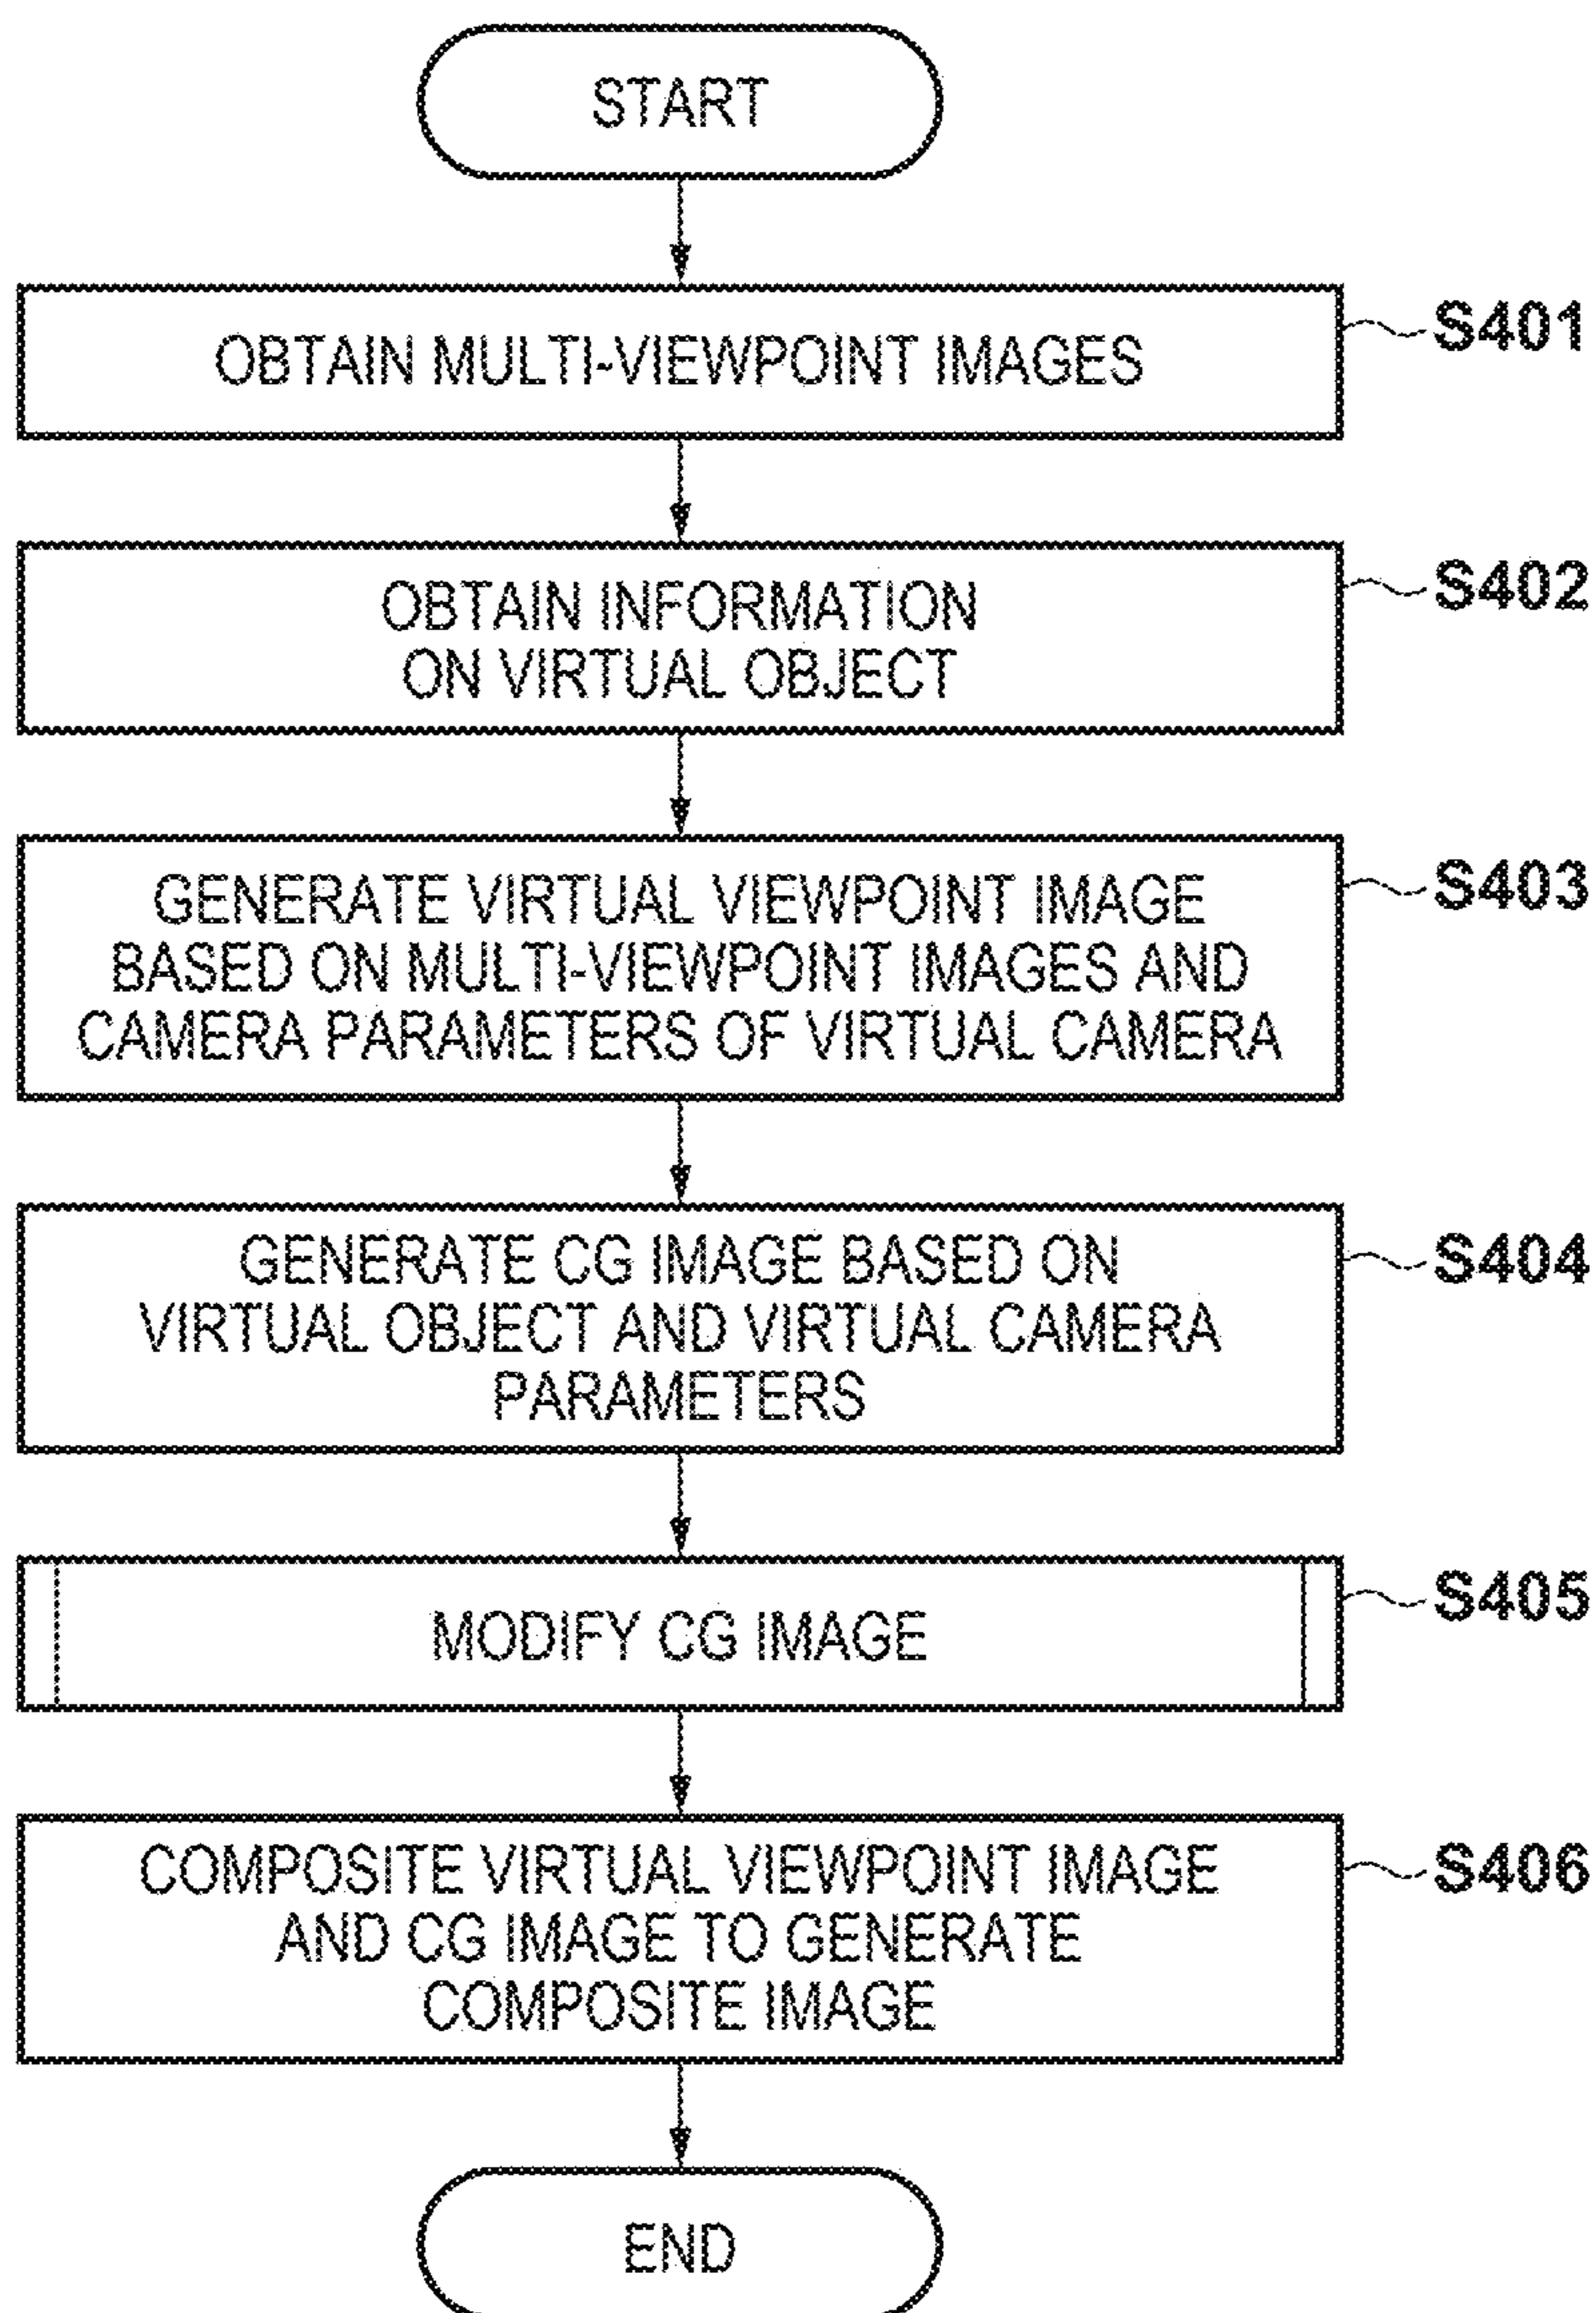 START
OBTAIN MULTI-VIEWPOINT IMAGES
S401
OBTAIN INFORMATION
ON VIRTUAL OBJECT
S402
GENERATE VIRTUAL VIEWPOINT IMAGE
BASED ON MULTI-VIEWPOINT IMAGES AND
CAMERA PARAMETERS OF VIRTUAL CAMERA
S403
GENERATE CG IMAGE BASED ON
VIRTUAL OBJECT AND VIRTUAL CAMERA
PARAMETERS
S404
MODIFY CG IMAGE
S405
COMPOSITE VIRTUAL VIEWPOINT IMAGE
AND CG IMAGE TO GENERATE
COMPOSITE IMAGE
S406
END